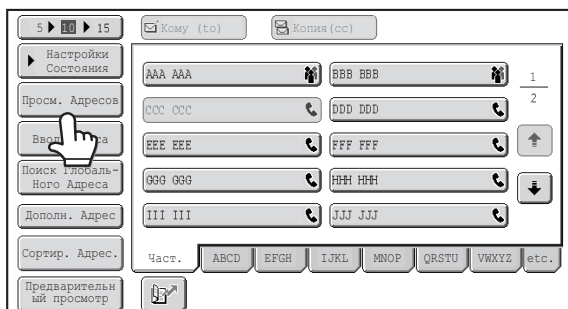 5 10 15
Кому (to)
Копия(cc)
Настройки
Состояния
Просм. Адресов
Поиск Глобаль-
Ного Адреса
Дополн. Адрес
Сортир. Адрес.
Предварительн
ый просмотр
AAA AAA
BBB BBB
CCC CCC
DDD DDD
EEE EEE
FFF FFF
GGG GGG
HHH HHH
III III
JJJ JJJ
1
2
Част.
ABCD
EFGH
IJKL
MNOP
QRSTU
VWXYZ
etc.